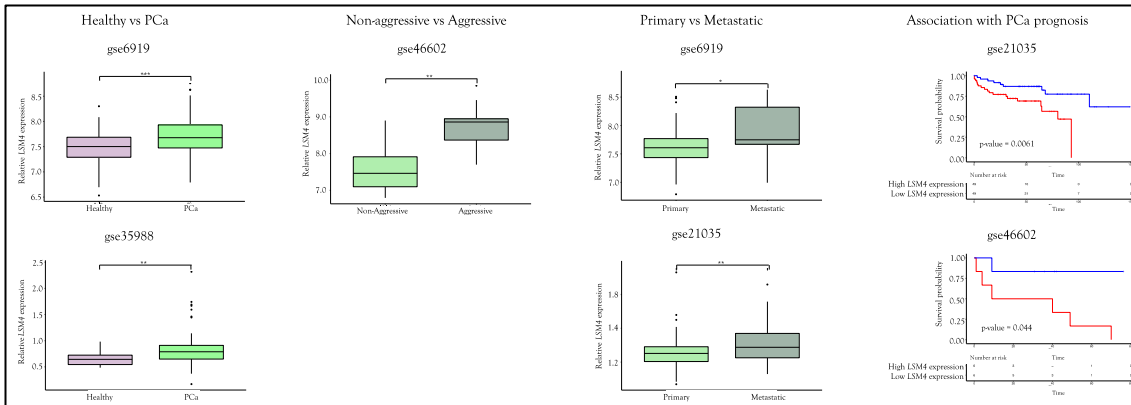 Healthy vs PCa
Non-aggressive vs Aggressive
Primary vs Metastatic
Association with PCa prognosis
gse6919
Relative LSM4 expression
8.5
8.0
7.5
7.0
6.5
***
Healthy
PCa
gse46602
Relative LSM4 expression
10.0
9.0
8.0
7.0
**
Non-Aggressive
Aggressive
gse6919
Relative LSM4 expression
8.5
8.0
7.5
7.0
*
Primary
Metastatic
gse21035
Survival probability
1.00
0.75
0.50
0.25
0.00
p-value = 0.0061
Number at risk
Time
High LSM4 expression
Low LSM4 expression
Time
gse35988
Relative LSM4 expression
2.5
2.0
1.5
1.0
0.5
**
Healthy
PCa
gse21035
Relative LSM4 expression
1.8
1.6
1.4
1.2
**
Primary
Metastatic
gse46602
Survival probability
1.00
0.75
0.50
0.25
0.00
p-value = 0.044
Number at risk
Time
High LSM4 expression
Low LSM4 expression
Time